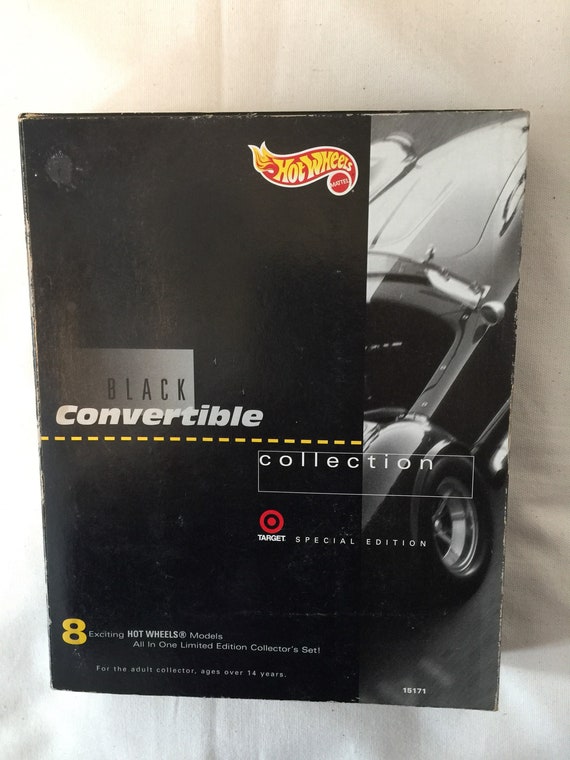 HOT WHEELS
MATTEL
BLACK
Convertible
collection
TARGET
SPECIAL EDITION
8 Exciting HOT WHEELS® Models
All In One Limited Edition Collector's Set!
For the adult collector, ages over 14 years.
15171